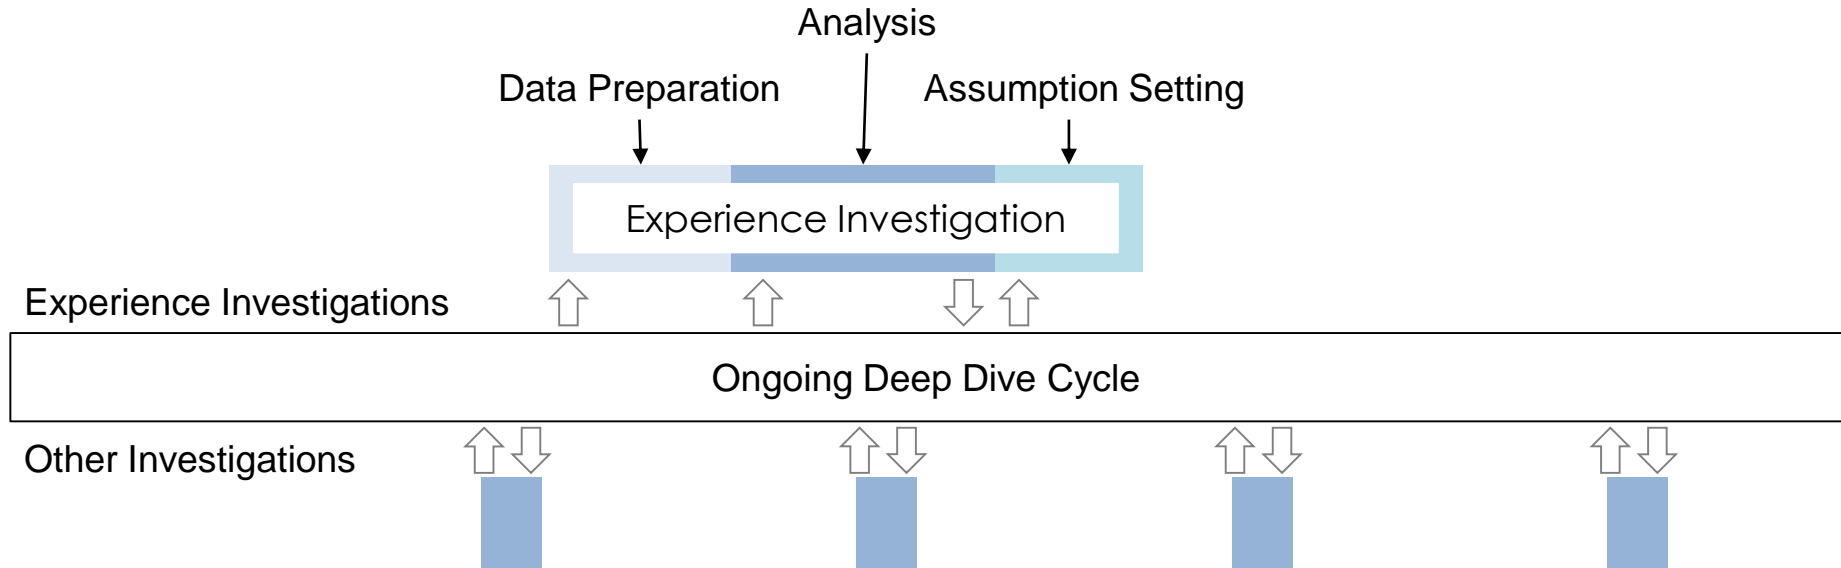 Analysis
Data Preparation
Assumption Setting
Experience Investigation
Experience Investigations
Ongoing Deep Dive Cycle
Other Investigations